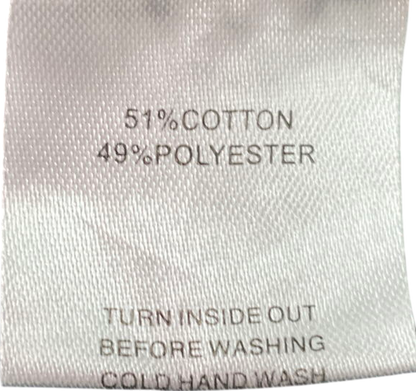 51%COTTON
49%POLYESTER
TURN INSIDE OUT
BEFORE WASHING
COLD HAND WASH